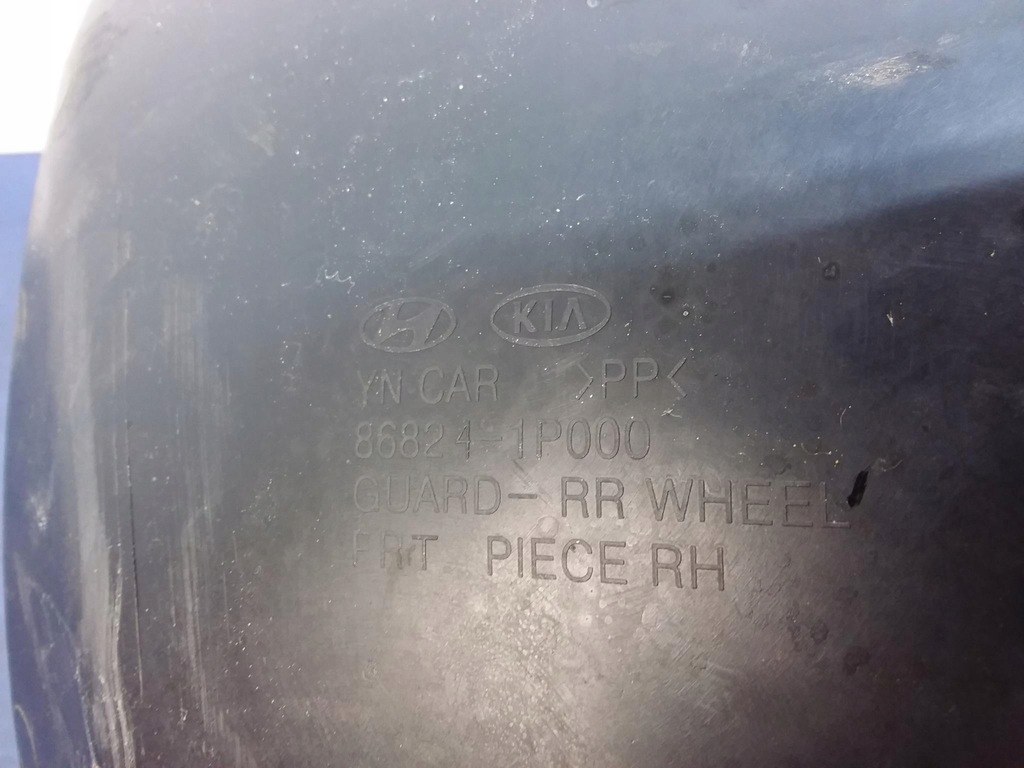 KIA
YN CAR >PP<
86824-1P000
GUARD- RR WHEEL
FRT PIECE RH